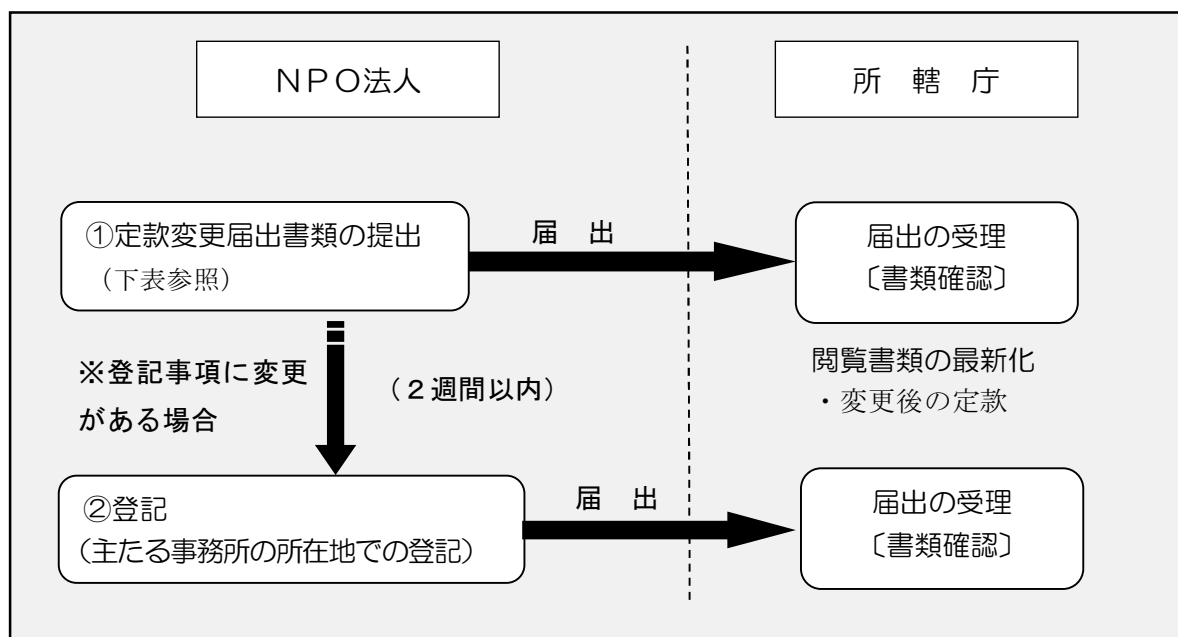 ＮＰＯ法人
所　轄　庁
①定款変更届出書類の提出
（下表参照）
届　出
届出の受理
〔書類確認〕
※登記事項に変更
がある場合
（２週間以内）
閲覧書類の最新化
・変更後の定款
②登記
（主たる事務所の所在地での登記）
届　出
届出の受理
〔書類確認〕